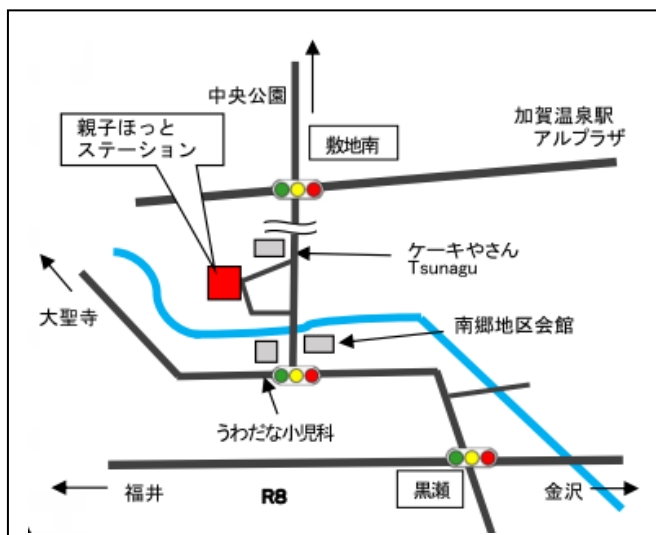 中央公園
親子ほっと
ステーション
敷地南
加賀温泉駅
アルプラザ
ケーキやさん
Tsunagu
大聖寺
南郷地区会館
うわだな小児科
福井
R8
黒瀬
金沢